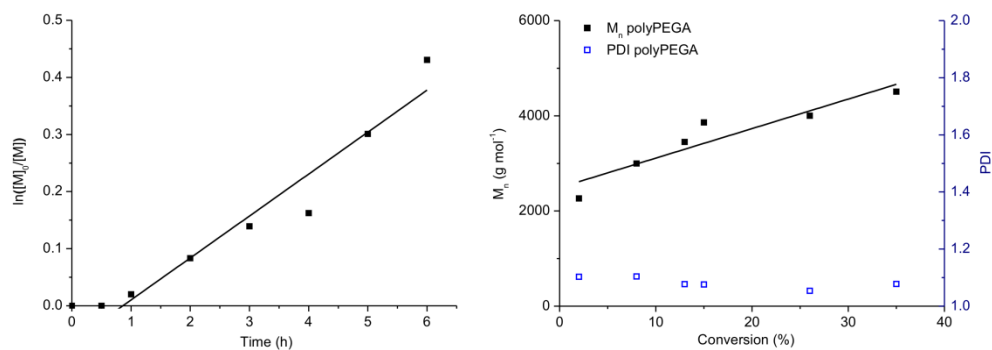 0.5
0.4
0.3
0.2
0.1
0.0
ln([M]₀/[M])
0 1 2 3 4 5 6
Time (h)
6000
4000
2000
0
Mₙ (g mol⁻¹)
Mₙ polyPEGA
PDI polyPEGA
2.0
1.8
1.6
1.4
1.2
1.0
PDI
0 10 20 30 40
Conversion (%)